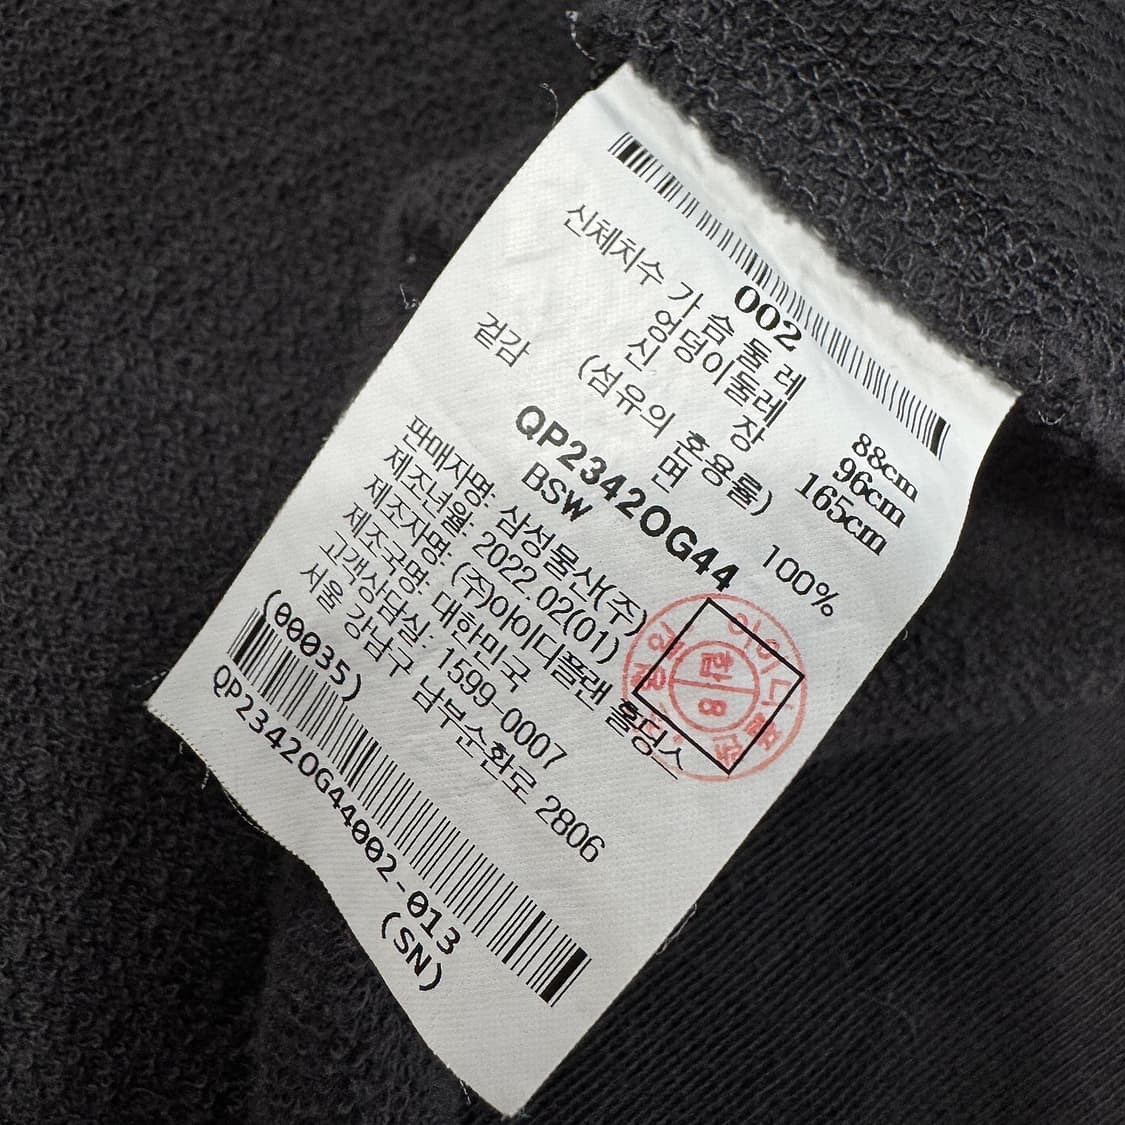 002
신체치수 가 슴 둘 레 88cm
엉덩이둘레 96cm
신 장 165cm
(섬유의 혼용률)
겉감 면 100%
QP2342OG44
BSW
판매자명: 삼성물산(주)
제조년월: 2022.02(01)
제조자명: (주)아이디플랜 홀딩스
제조국명: 대한민국
고객상담실: 1599-0007
서울 강남구 남부순환로 2806
(00035)
QP2342OG44002-013
(SN)
합
8